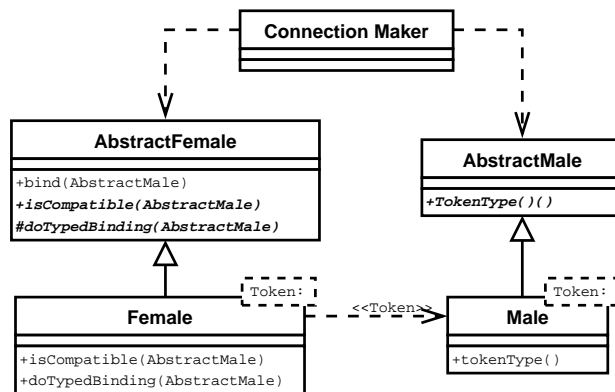 Connection Maker
AbstractFemale
+bind(AbstractMale)
+isCompatible(AbstractMale)
#doTypedBinding(AbstractMale)
AbstractMale
+TokenType()()
Token:
Female
+isCompatible(AbstractMale)
+doTypedBinding(AbstractMale)
<<Token>>
Token:
Male
+tokenType()